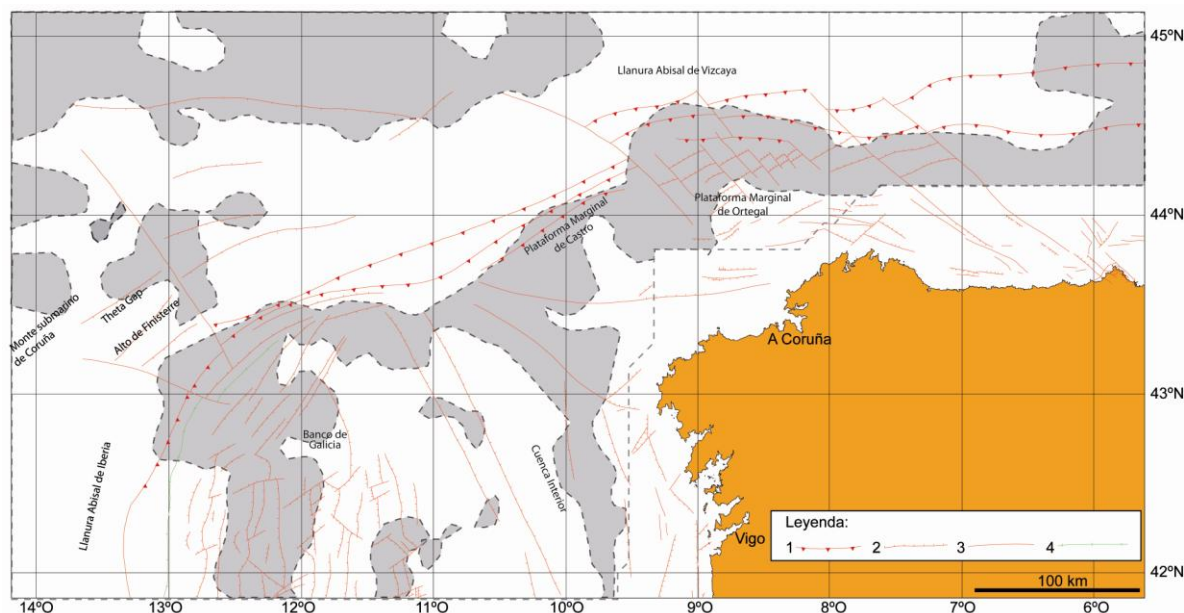 45ºN
Llanura Abisal de Vizcaya
Plataforma Marginal
de Ortegal
44ºN
Plataforma Marginal
de Castro
Monte submarino
de Coruña
Theta Gap
Alto de Finisterre
A Coruña
43ºN
Banco de
Galicia
Cuenca Interior
Llanura Abisal de Iberia
Vigo
Leyenda:
1 2 3 4
42ºN
100 km
14ºO 13ºO 12ºO 11ºO 10ºO 9ºO 8ºO 7ºO 6ºO